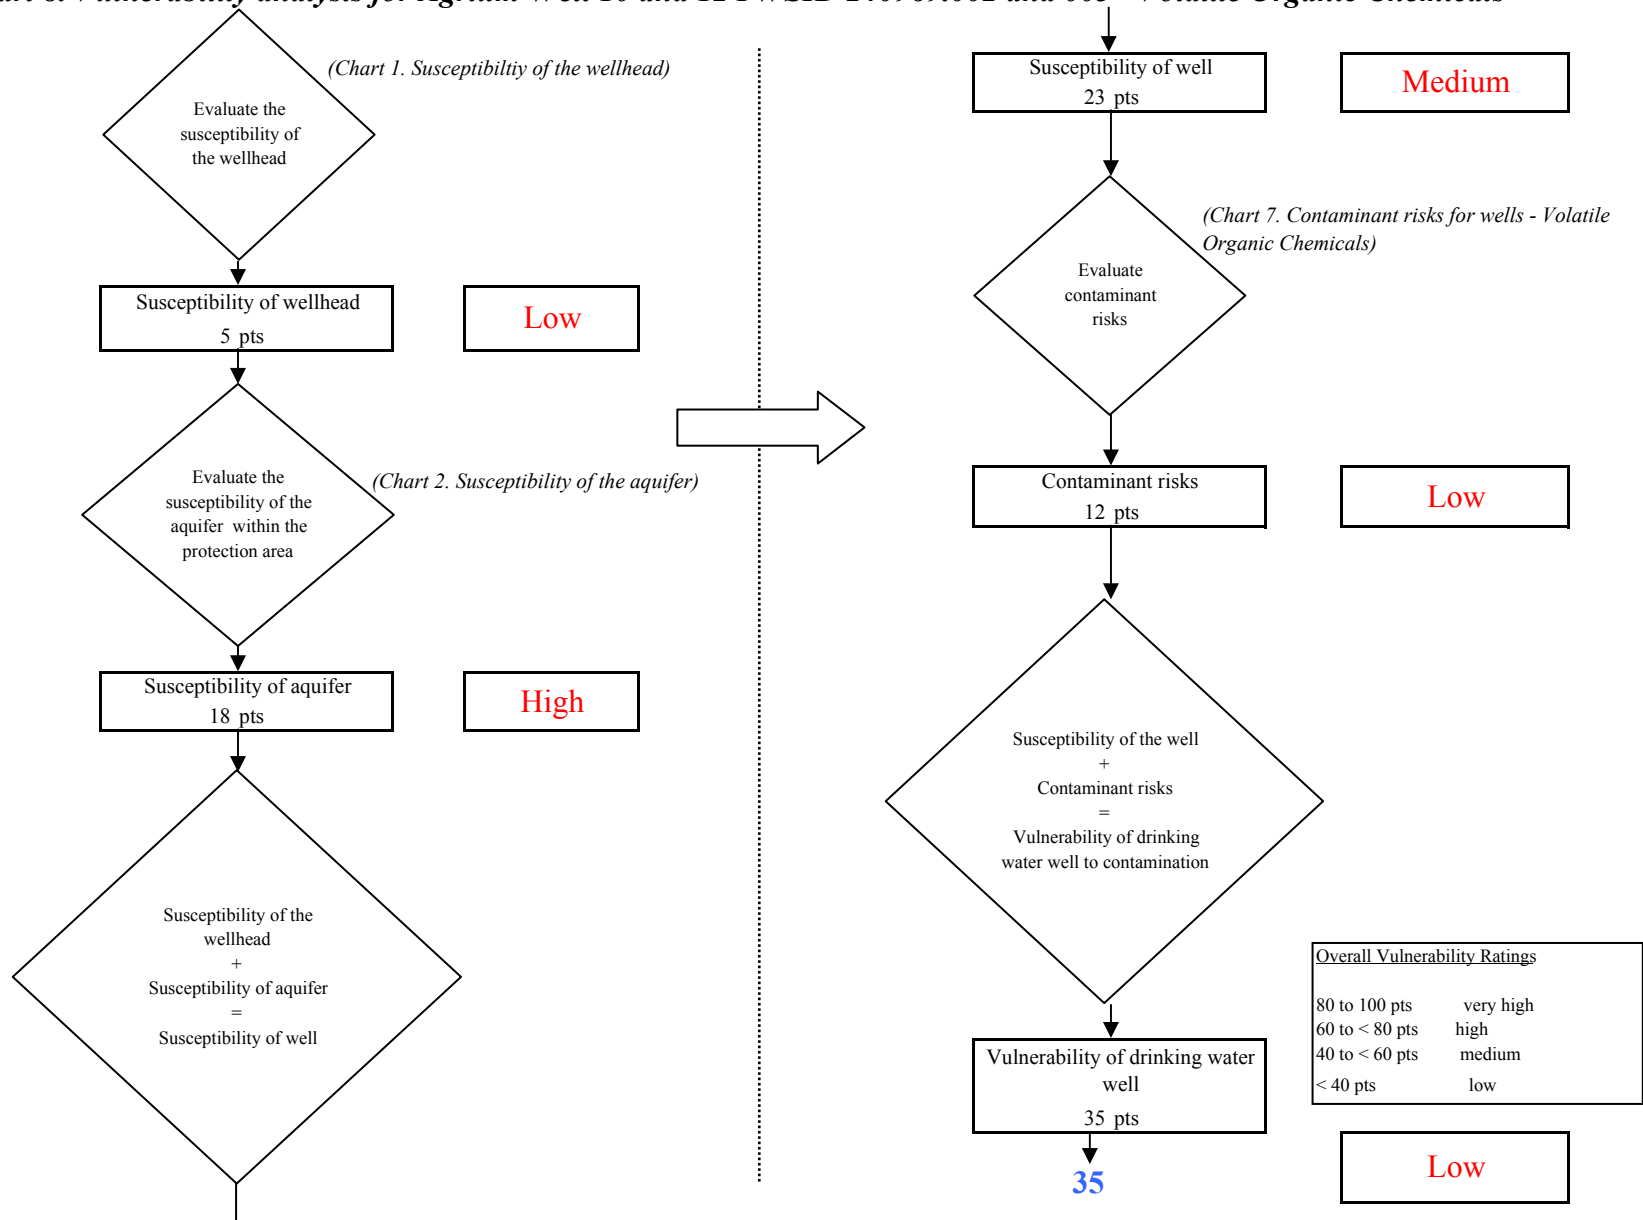 Evaluate the
susceptibility of
the wellhead
(Chart 1. Susceptibiltiy of the wellhead)
Susceptibility of wellhead
5 pts
Low
Evaluate the
susceptibility of the
aquifer within the
protection area
(Chart 2. Susceptibility of the aquifer)
Susceptibility of aquifer
18 pts
High
Susceptibility of the
wellhead
+
Susceptibility of aquifer
=
Susceptibility of well
Susceptibility of well
23 pts
Medium
(Chart 7. Contaminant risks for wells - Volatile
Organic Chemicals)
Evaluate
contaminant
risks
Contaminant risks
12 pts
Low
Susceptibility of the well
+
Contaminant risks
=
Vulnerability of drinking
water well to contamination
Vulnerability of drinking water
well
35 pts
35
Overall Vulnerability Ratings
80 to 100 pts very high
60 to < 80 pts high
40 to < 60 pts medium
< 40 pts low
Low